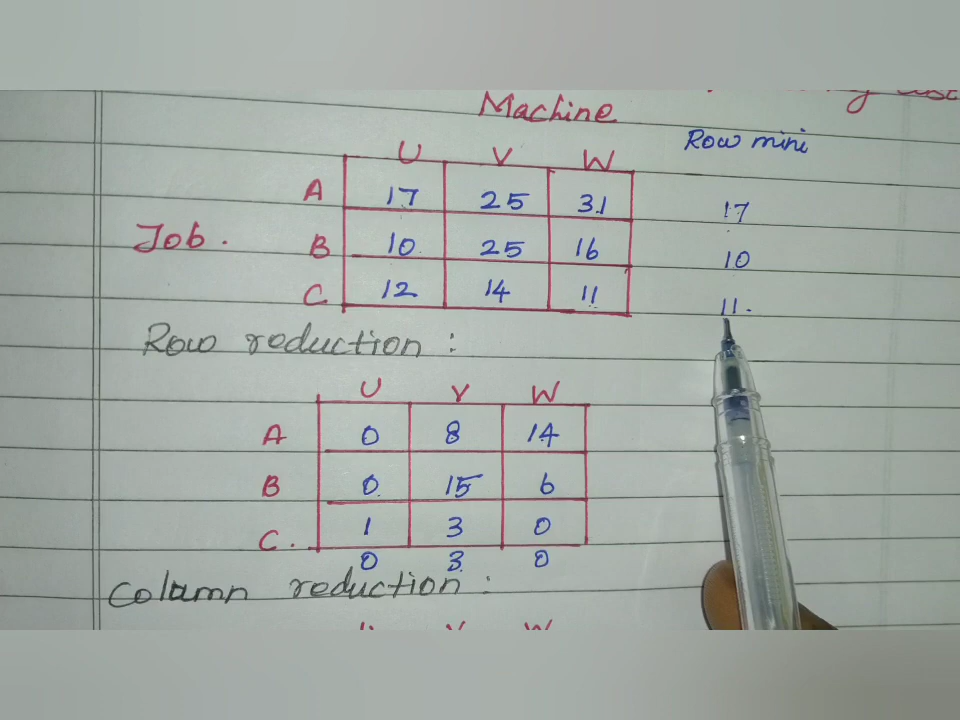 Machine
Row mini
U V W
A 17 25 31 17
Job. B 10 25 16 10
C 12 14 11 11.
Row reduction :
U V W
A 0 8 14
B 0 15 6
C. 1 3 0
0 3 0
Column reduction :
U V W